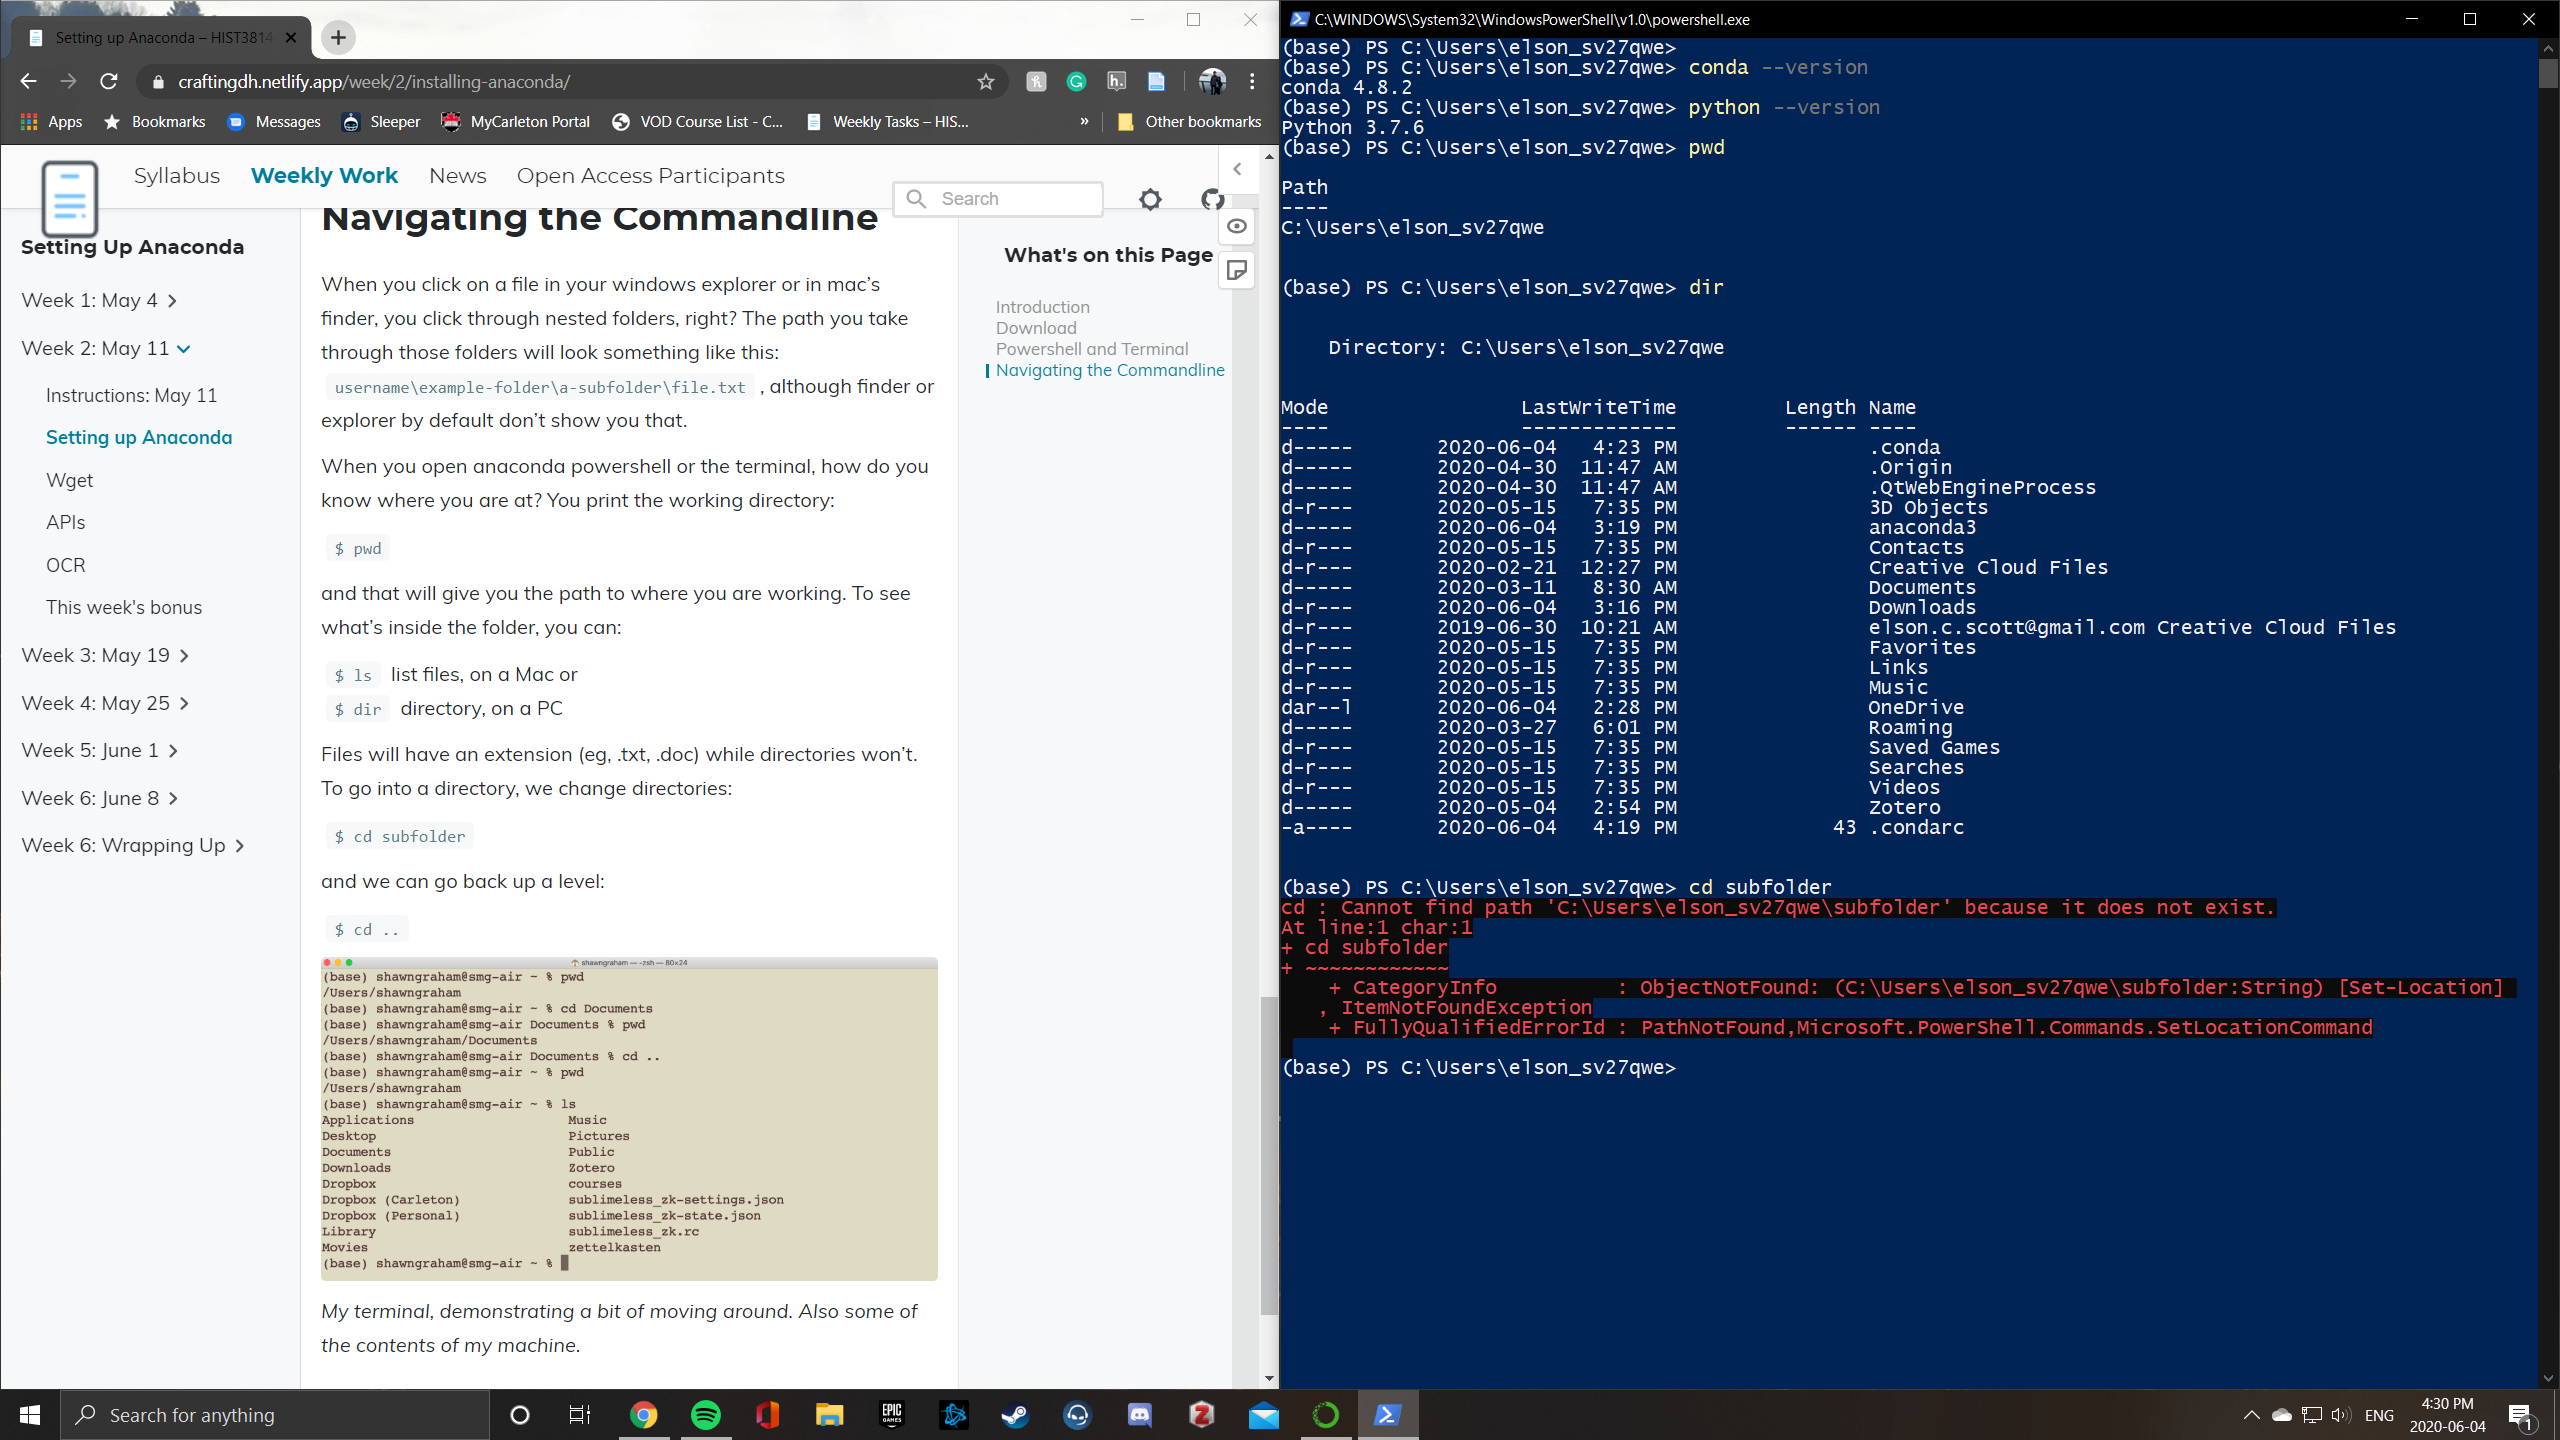 Setting up Anaconda – HIST3814
craftingdh.netlify.app/week/2/installing-anaconda/
Apps
Bookmarks
Messages
Sleeper
MyCarleton Portal
VOD Course List - C...
Weekly Tasks – HIS...
»
Other bookmarks
Syllabus
Weekly Work
News
Open Access Participants
Search
Setting Up Anaconda
Week 1: May 4
Week 2: May 11
Instructions: May 11
Setting up Anaconda
Wget
APIs
OCR
This week's bonus
Week 3: May 19
Week 4: May 25
Week 5: June 1
Week 6: June 8
Week 6: Wrapping Up
Navigating the Commandline
When you click on a file in your windows explorer or in mac’s
finder, you click through nested folders, right? The path you take
through those folders will look something like this:
username\example-folder\a-subfolder\file.txt , although finder or
explorer by default don’t show you that.
When you open anaconda powershell or the terminal, how do you
know where you are at? You print the working directory:
$ pwd
and that will give you the path to where you are working. To see
what’s inside the folder, you can:
$ ls list files, on a Mac or
$ dir directory, on a PC
Files will have an extension (eg, .txt, .doc) while directories won’t.
To go into a directory, we change directories:
$ cd subfolder
and we can go back up a level:
$ cd ..
shawngraham — -zsh — 80×24
(base) shawngraham@smg-air ~ % pwd
/Users/shawngraham
(base) shawngraham@smg-air ~ % cd Documents
(base) shawngraham@smg-air Documents % pwd
/Users/shawngraham/Documents
(base) shawngraham@smg-air Documents % cd ..
(base) shawngraham@smg-air ~ % pwd
/Users/shawngraham
(base) shawngraham@smg-air ~ % ls
Applications Music
Desktop Pictures
Documents Public
Downloads Zotero
Dropbox courses
Dropbox (Carleton) sublimeless_zk-settings.json
Dropbox (Personal) sublimeless_zk-state.json
Library sublimeless_zk.rc
Movies zettelkasten
(base) shawngraham@smg-air ~ %
My terminal, demonstrating a bit of moving around. Also some of
the contents of my machine.
What's on this Page
Introduction
Download
Powershell and Terminal
Navigating the Commandline
C:\WINDOWS\System32\WindowsPowerShell\v1.0\powershell.exe
(base) PS C:\Users\elson_sv27qwe>
(base) PS C:\Users\elson_sv27qwe> conda --version
conda 4.8.2
(base) PS C:\Users\elson_sv27qwe> python --version
Python 3.7.6
(base) PS C:\Users\elson_sv27qwe> pwd
Path
----
C:\Users\elson_sv27qwe
(base) PS C:\Users\elson_sv27qwe> dir
Directory: C:\Users\elson_sv27qwe
Mode LastWriteTime Length Name
---- ------------- ------ ----
d----- 2020-06-04 4:23 PM .conda
d----- 2020-04-30 11:47 AM .Origin
d----- 2020-04-30 11:47 AM .QtWebEngineProcess
d-r--- 2020-05-15 7:35 PM 3D Objects
d----- 2020-06-04 3:19 PM anaconda3
d-r--- 2020-05-15 7:35 PM Contacts
d-r--- 2020-02-21 12:27 PM Creative Cloud Files
d----- 2020-03-11 8:30 AM Documents
d-r--- 2020-06-04 3:16 PM Downloads
d-r--- 2019-06-30 10:21 AM elson.c.scott@gmail.com Creative Cloud Files
d-r--- 2020-05-15 7:35 PM Favorites
d-r--- 2020-05-15 7:35 PM Links
d-r--- 2020-05-15 7:35 PM Music
dar--l 2020-06-04 2:28 PM OneDrive
d----- 2020-03-27 6:01 PM Roaming
d-r--- 2020-05-15 7:35 PM Saved Games
d-r--- 2020-05-15 7:35 PM Searches
d-r--- 2020-05-15 7:35 PM Videos
d----- 2020-05-04 2:54 PM Zotero
-a---- 2020-06-04 4:19 PM 43 .condarc
(base) PS C:\Users\elson_sv27qwe> cd subfolder
cd : Cannot find path 'C:\Users\elson_sv27qwe\subfolder' because it does not exist.
At line:1 char:1
+ cd subfolder
+ ~~~~~~~~~~~~
+ CategoryInfo : ObjectNotFound: (C:\Users\elson_sv27qwe\subfolder:String) [Set-Location]
, ItemNotFoundException
+ FullyQualifiedErrorId : PathNotFound,Microsoft.PowerShell.Commands.SetLocationCommand
(base) PS C:\Users\elson_sv27qwe>
Search for anything
EPIC
GAMES
ENG
4:30 PM
2020-06-04
1